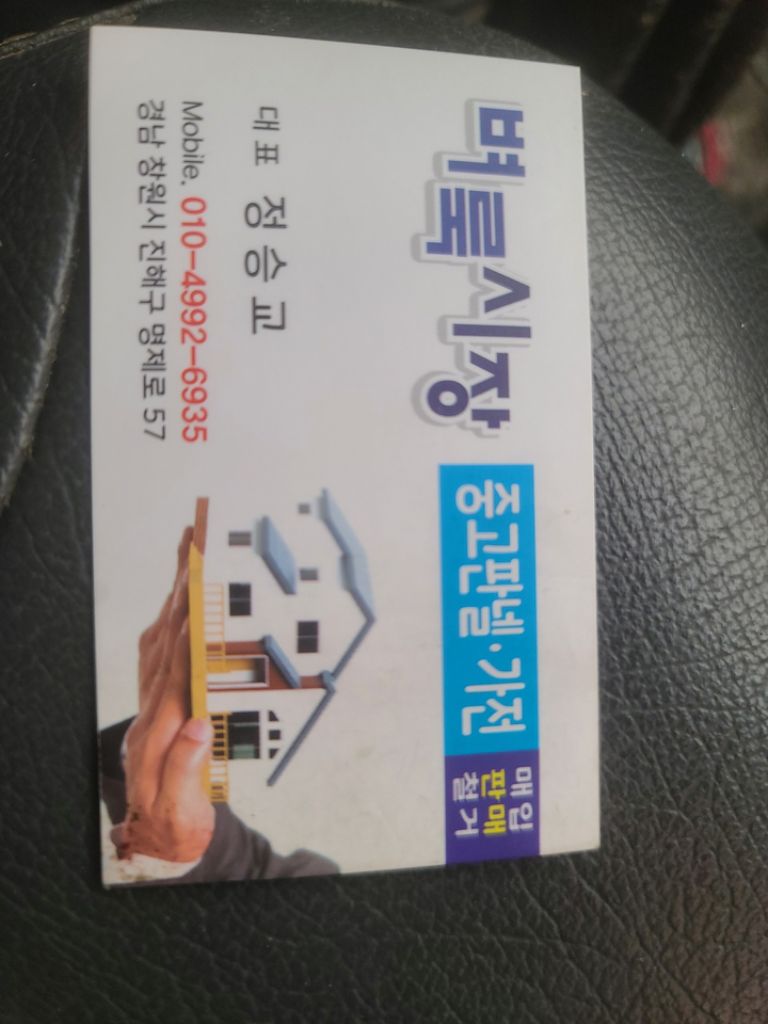 벼룩시장
중고판넬·가전
매입
판매
철거
대표 정승교
Mobile. 010-4992-6935
경남 창원시 진해구 명제로 57